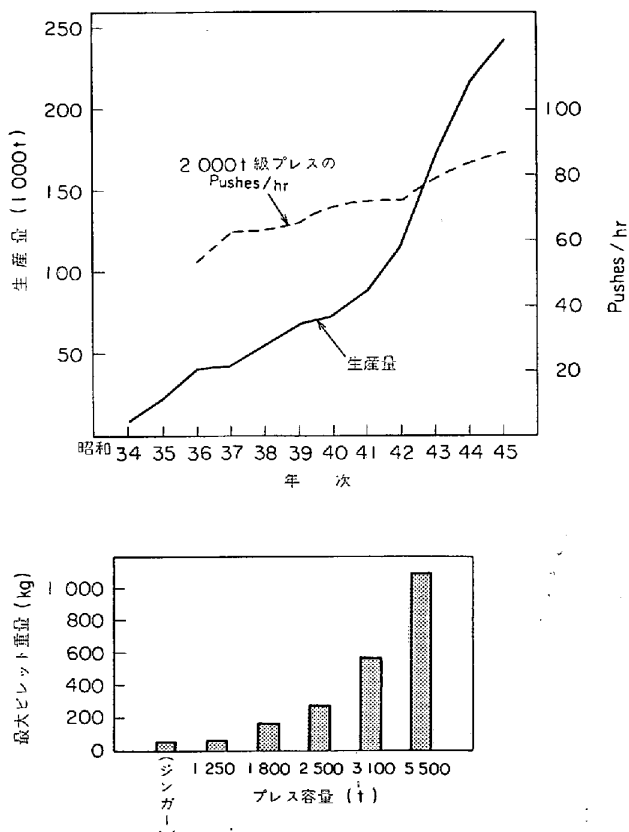 250
200
150
100
50
生産量 (1 000t)
2 000t 級プレスの
Pushes/hr
生産量
100
80
60
40
20
Pushes/hr
昭和 34 35 36 37 38 39 40 41 42 43 44 45
年 次
最大ビレット重量 (kg)
1 000
800
600
400
200
0
(ジンガー)
1 250 1 800 2 500 3 100 5 500
プレス容量 (t)